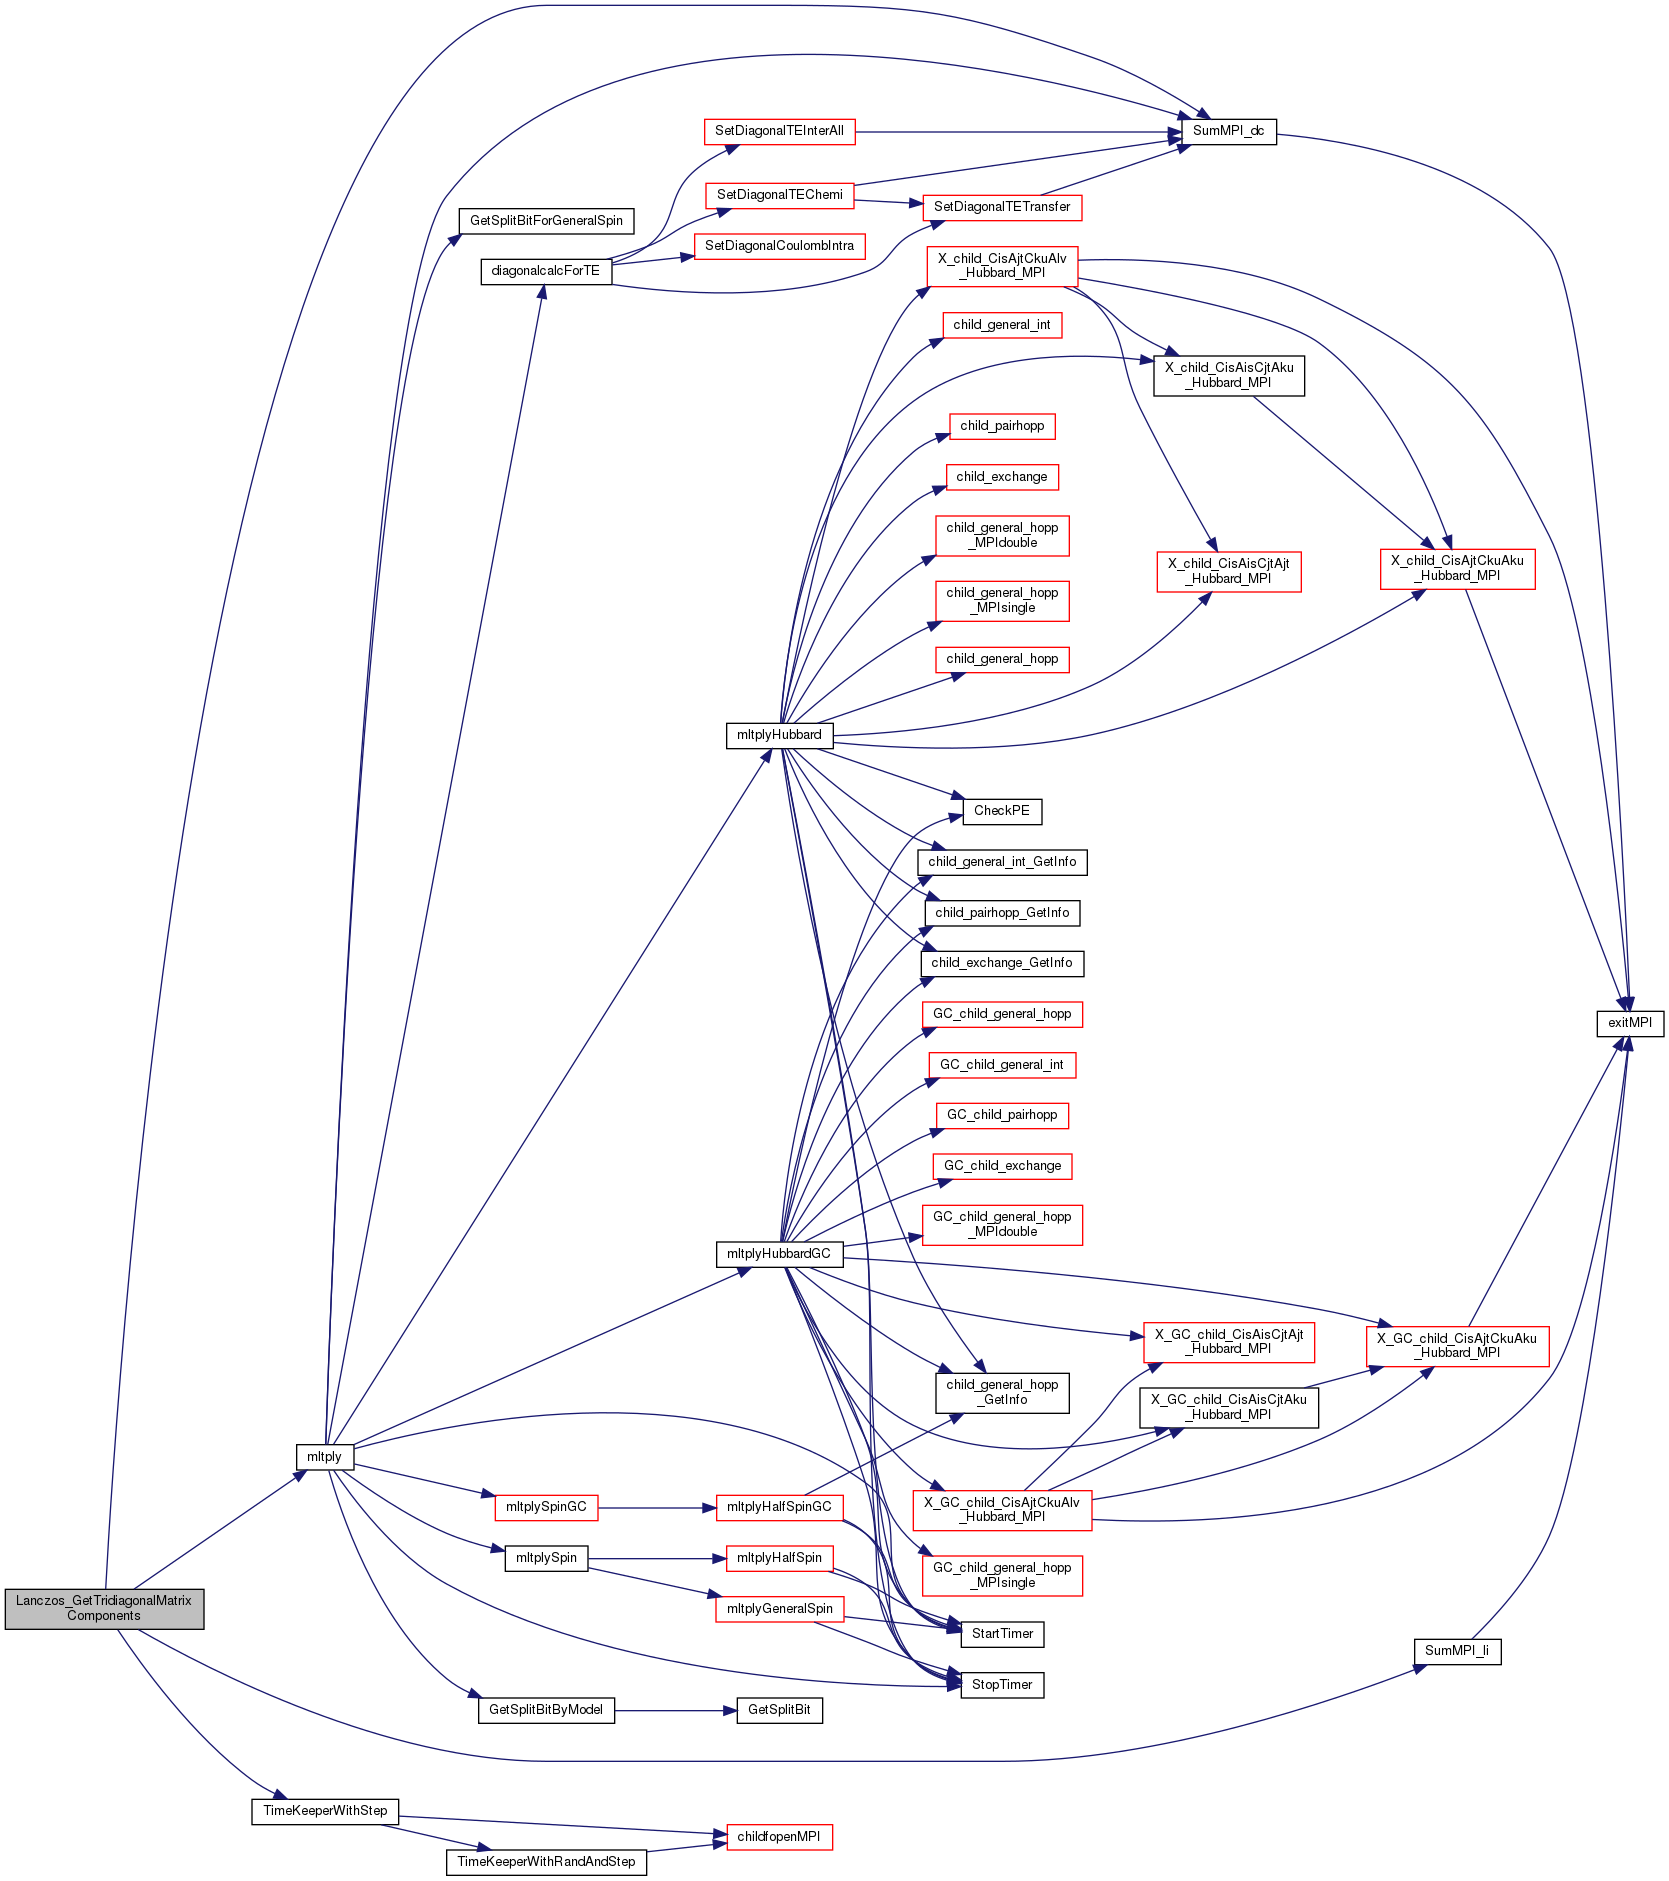 SumMPI_dc
SetDiagonalTEInterAll
SetDiagonalTEChemi
SetDiagonalTETransfer
GetSplitBitForGeneralSpin
SetDiagonalCoulombIntra
diagonalcalcForTE
X_child_CisAjtCkuAlv
_Hubbard_MPI
child_general_int
X_child_CisAisCjtAku
_Hubbard_MPI
child_pairhopp
child_exchange
child_general_hopp
_MPIdouble
X_child_CisAisCjtAjt
_Hubbard_MPI
X_child_CisAjtCkuAku
_Hubbard_MPI
child_general_hopp
_MPIsingle
child_general_hopp
mltplyHubbard
CheckPE
child_general_int_GetInfo
child_pairhopp_GetInfo
child_exchange_GetInfo
GC_child_general_hopp
exitMPI
GC_child_general_int
GC_child_pairhopp
GC_child_exchange
GC_child_general_hopp
_MPIdouble
mltplyHubbardGC
X_GC_child_CisAisCjtAjt
_Hubbard_MPI
X_GC_child_CisAjtCkuAku
_Hubbard_MPI
child_general_hopp
_GetInfo
X_GC_child_CisAisCjtAku
_Hubbard_MPI
mltply
mltplySpinGC
mltplyHalfSpinGC
X_GC_child_CisAjtCkuAlv
_Hubbard_MPI
mltplySpin
mltplyHalfSpin
GC_child_general_hopp
_MPIsingle
Lanczos_GetTridiagonalMatrix
Components
mltplyGeneralSpin
StartTimer
SumMPI_li
StopTimer
GetSplitBitByModel
GetSplitBit
TimeKeeperWithStep
childfopenMPI
TimeKeeperWithRandAndStep